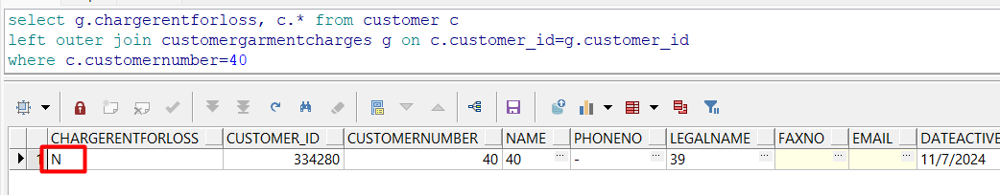 select g.chargerentforloss, c.* from customer c
left outer join customergarmentcharges g on c.customer_id=g.customer_id
where c.customernumber=40
CHARGERENTFORLOSS CUSTOMER_ID CUSTOMERNUMBER NAME PHONENO LEGALNAME FAXNO EMAIL DATEACTIVE
1 N 334280 40 40 ... - ... 39 ... ... ... 11/7/2024